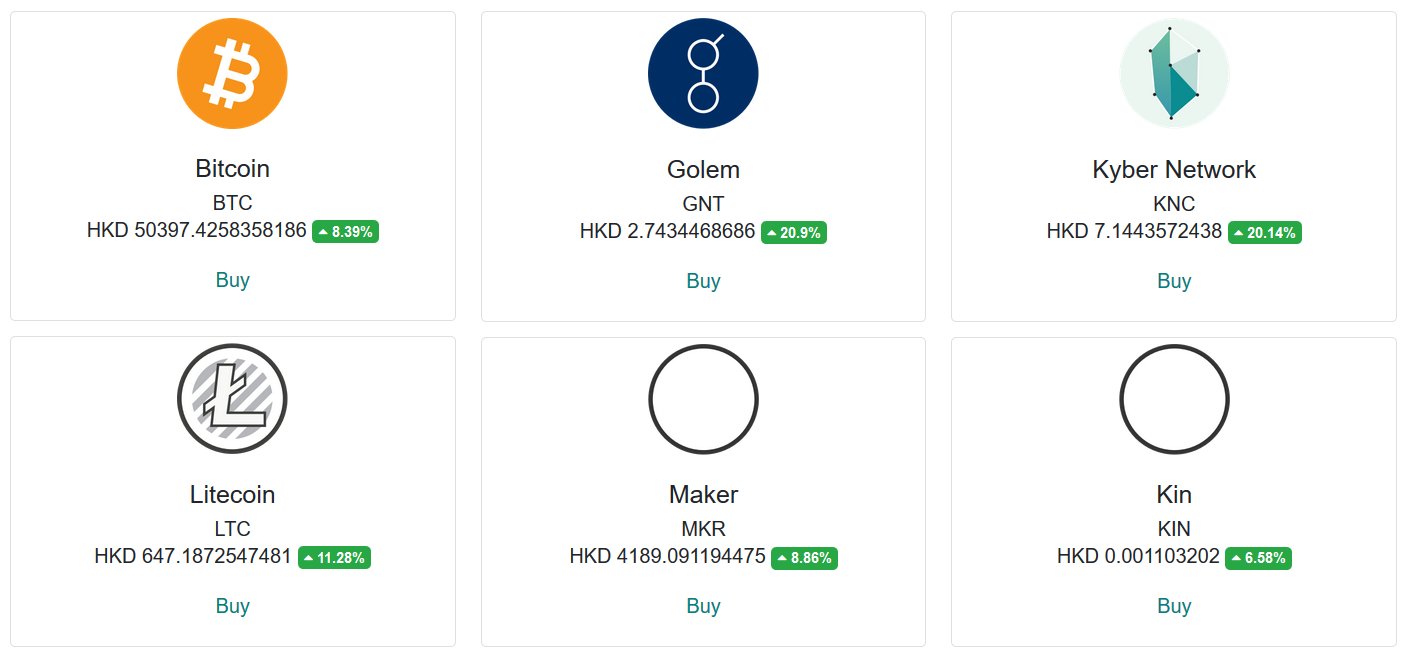 Bitcoin
BTC
HKD 50397.4258358186 8.39%
Buy
Golem
GNT
HKD 2.7434468686 20.9%
Buy
Kyber Network
KNC
HKD 7.1443572438 20.14%
Buy
Litecoin
LTC
HKD 647.1872547481 11.28%
Buy
Maker
MKR
HKD 4189.091194475 8.86%
Buy
Kin
KIN
HKD 0.001103202 6.58%
Buy